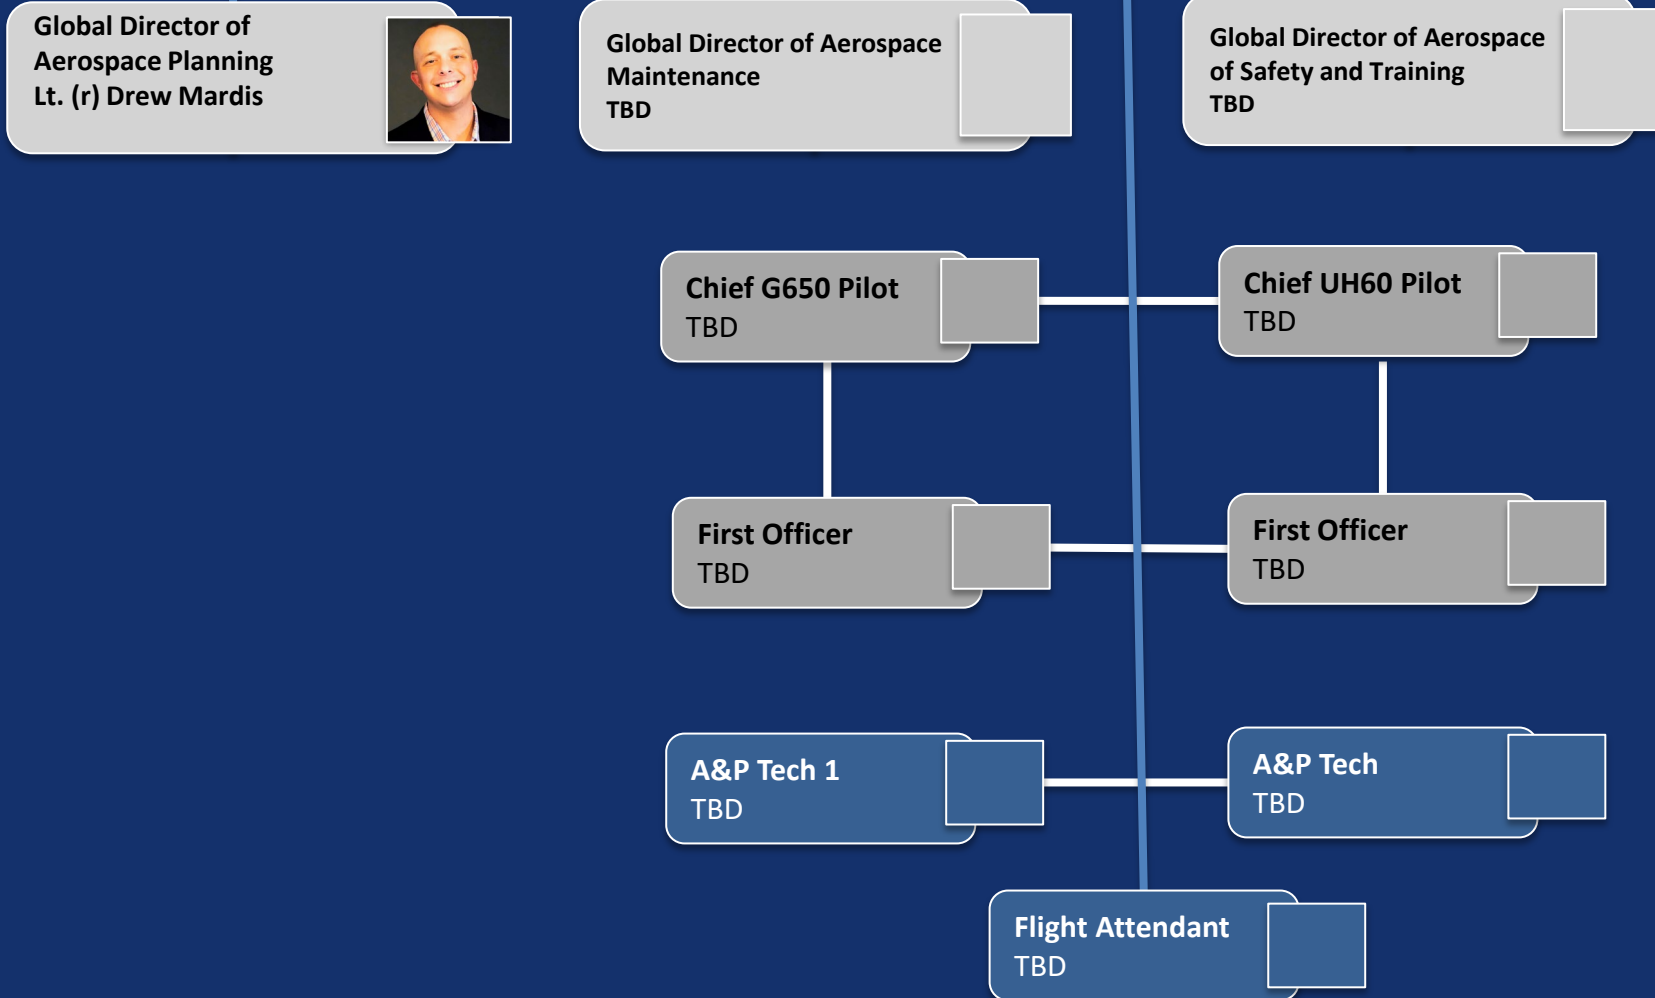 Global Director of
Aerospace Planning
Lt. (r) Drew Mardis
Global Director of Aerospace
Maintenance
TBD
Global Director of Aerospace
of Safety and Training
TBD
Chief G650 Pilot
TBD
Chief UH60 Pilot
TBD
First Officer
TBD
First Officer
TBD
A&P Tech 1
TBD
A&P Tech
TBD
Flight Attendant
TBD